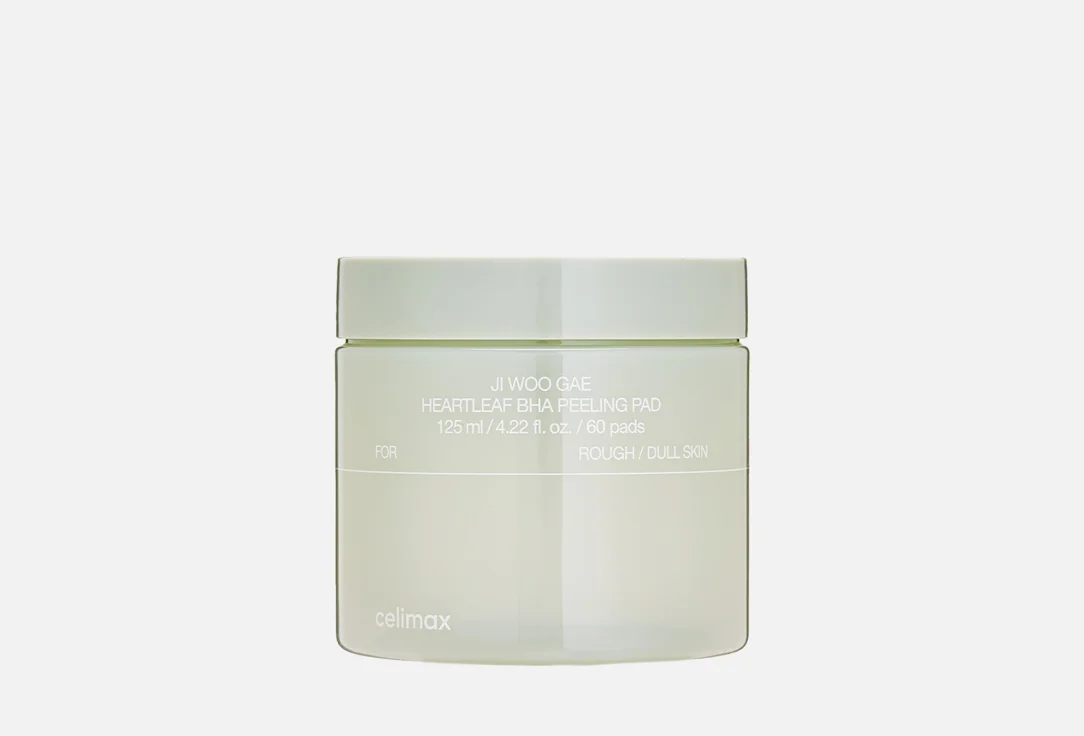 JI WOO GAE
HEARTLEAF BHA PEELING PAD
125 ml / 4.22 fl. oz. / 60 pads
FOR ROUGH / DULL SKIN
celimax